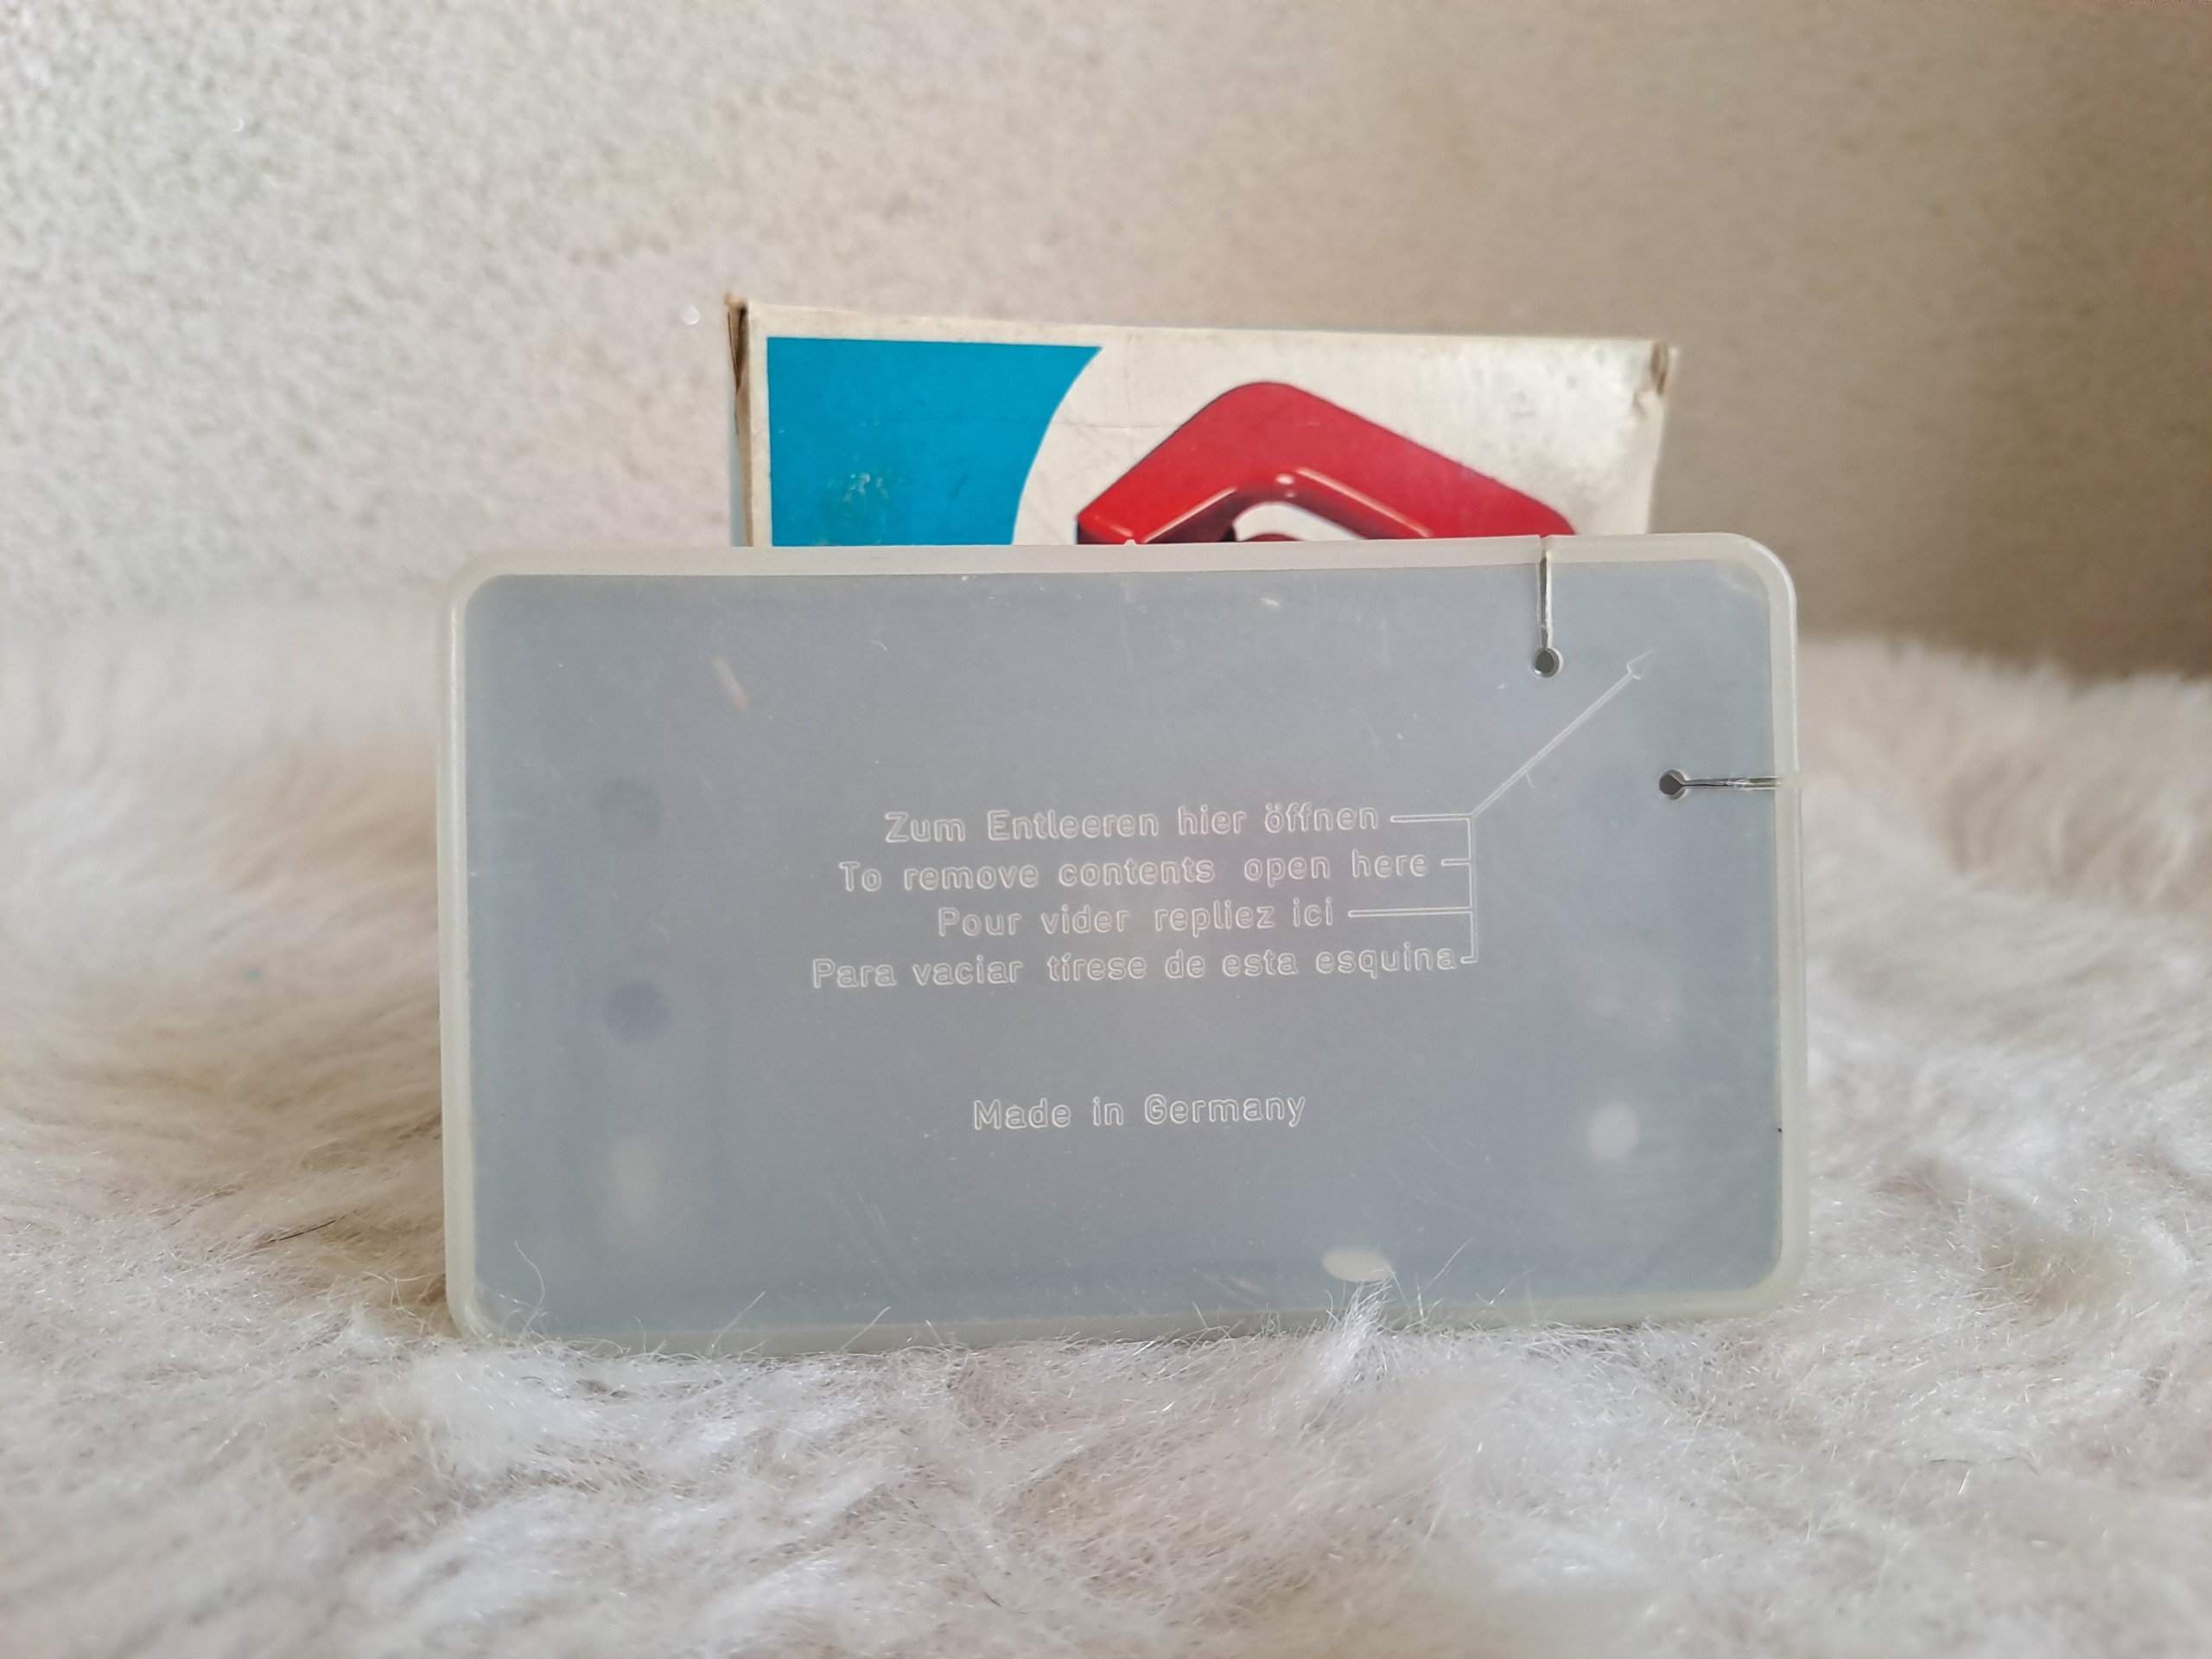 Zum Entleeren hier öffnen
To remove contents open here
Pour vider repliez ici
Para vaciar tírese de esta esquina
Made in Germany